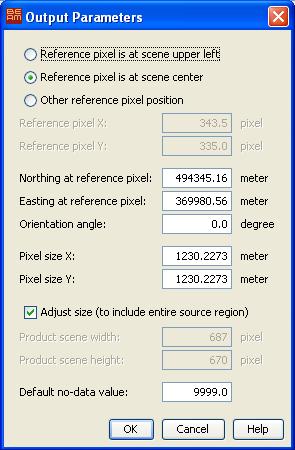 BEAM Output Parameters
Reference pixel is at scene upper left
Reference pixel is at scene center
Other reference pixel position
Reference pixel X: 343.5 pixel
Reference pixel Y: 335.0 pixel
Northing at reference pixel: 494345.16 meter
Easting at reference pixel: 369980.56 meter
Orientation angle: 0.0 degree
Pixel size X: 1230.2273 meter
Pixel size Y: 1230.2273 meter
Adjust size (to include entire source region)
Product scene width: 687 pixel
Product scene height: 670 pixel
Default no-data value: 9999.0
OK Cancel Help